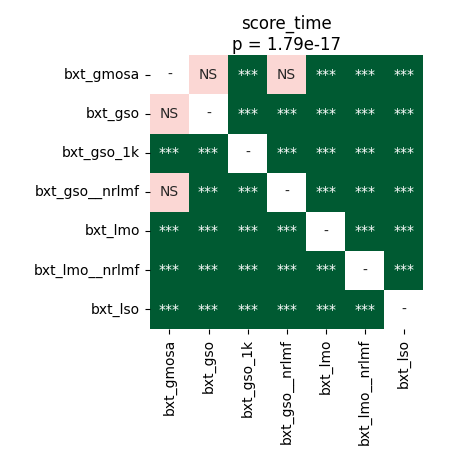 score_time
p = 1.79e-17
bxt_gmosa - NS *** NS *** *** ***
bxt_gso NS - *** *** *** *** ***
bxt_gso_1k *** *** - *** *** *** ***
bxt_gso__nrlmf NS *** *** - *** *** ***
bxt_lmo *** *** *** *** - *** ***
bxt_lmo__nrlmf *** *** *** *** *** - ***
bxt_lso *** *** *** *** *** *** -
bxt_gmosa
bxt_gso
bxt_gso_1k
bxt_gso__nrlmf
bxt_lmo
bxt_lmo__nrlmf
bxt_lso